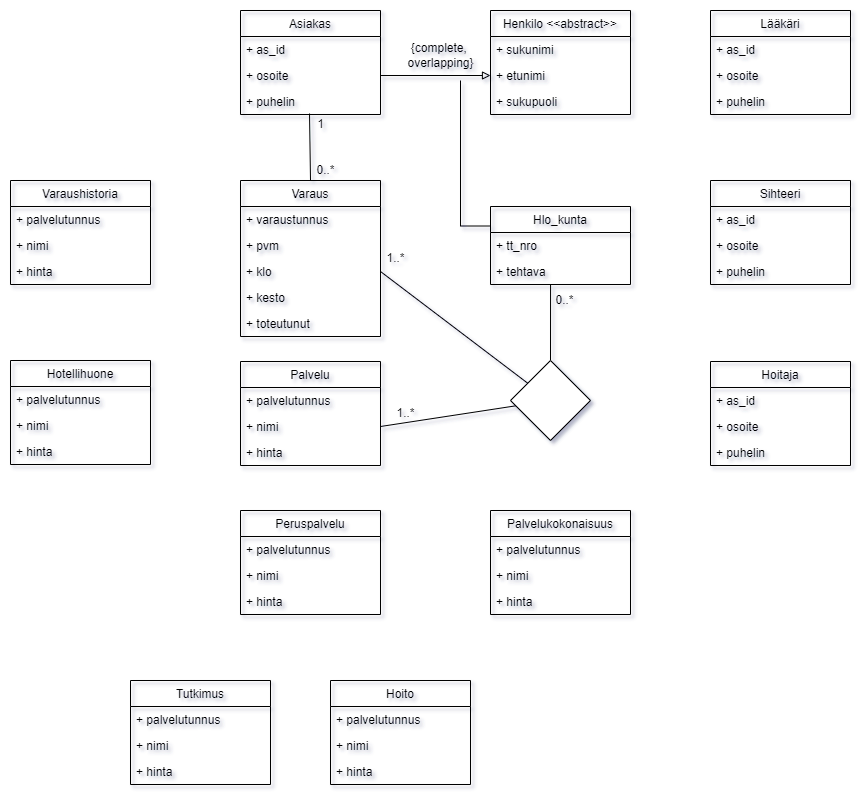 Asiakas
+ as_id
+ osoite
+ puhelin
{complete,
overlapping}
Henkilo <<abstract>>
+ sukunimi
+ etunimi
+ sukupuoli
Lääkäri
+ as_id
+ osoite
+ puhelin
1
0..*
Varaushistoria
+ palvelutunnus
+ nimi
+ hinta
Varaus
+ varaustunnus
+ pvm
+ klo
+ kesto
+ toteutunut
1..*
Hlo_kunta
+ tt_nro
+ tehtava
0..*
Sihteeri
+ as_id
+ osoite
+ puhelin
Hotellihuone
+ palvelutunnus
+ nimi
+ hinta
Palvelu
+ palvelutunnus
+ nimi
+ hinta
1..*
Hoitaja
+ as_id
+ osoite
+ puhelin
Peruspalvelu
+ palvelutunnus
+ nimi
+ hinta
Palvelukokonaisuus
+ palvelutunnus
+ nimi
+ hinta
Tutkimus
+ palvelutunnus
+ nimi
+ hinta
Hoito
+ palvelutunnus
+ nimi
+ hinta